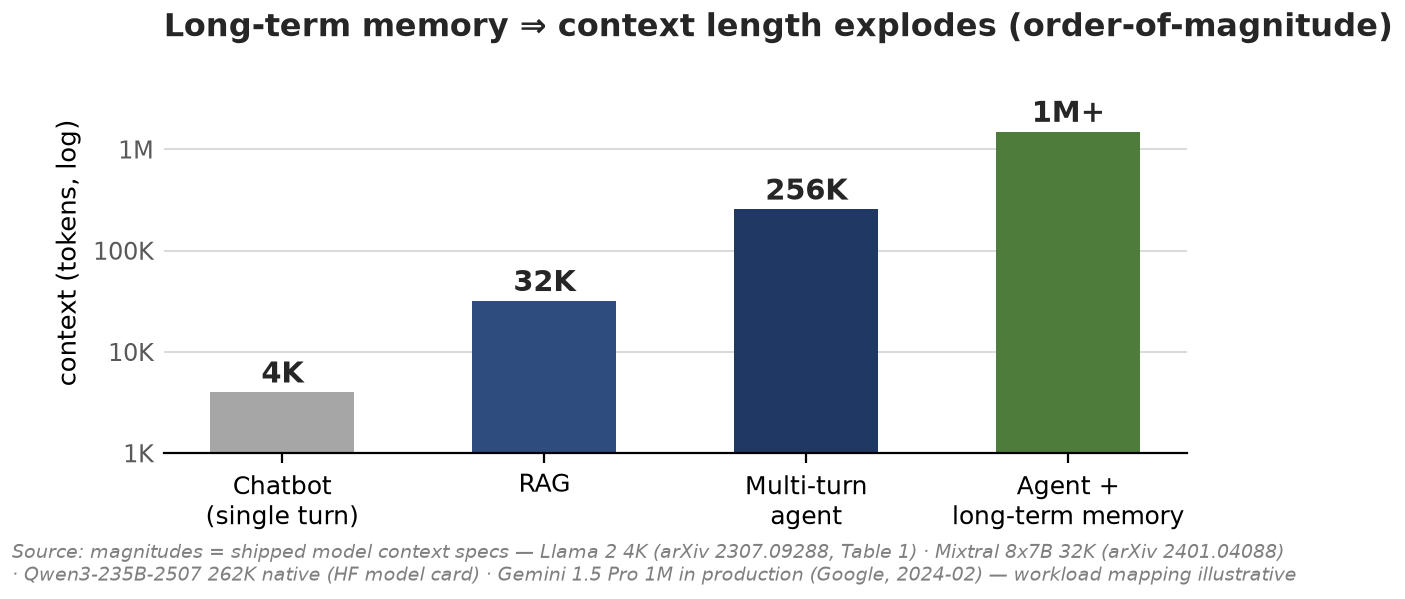 Long-term memory ⇒ context length explodes (order-of-magnitude)
context (tokens, log)
1M
100K
10K
1K
4K
32K
256K
1M+
Chatbot
(single turn)
RAG
Multi-turn
agent
Agent +
long-term memory
Source: magnitudes = shipped model context specs — Llama 2 4K (arXiv 2307.09288, Table 1) · Mixtral 8x7B 32K (arXiv 2401.04088)
· Qwen3-235B-2507 262K native (HF model card) · Gemini 1.5 Pro 1M in production (Google, 2024-02) — workload mapping illustrative